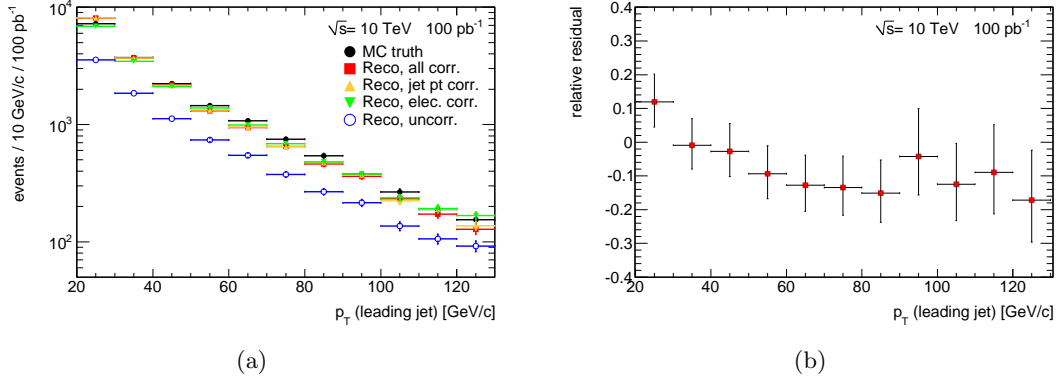 √s= 10 TeV 100 pb⁻¹
MC truth
Reco, all corr.
Reco, jet pt corr.
Reco, elec. corr.
Reco, uncorr.
events / 10 GeV/c / 100 pb⁻¹
10⁴
10³
10²
20 40 60 80 100 120
p_T (leading jet) [GeV/c]
(a)
√s= 10 TeV 100 pb⁻¹
relative residual
0.4
0.3
0.2
0.1
0
-0.1
-0.2
-0.3
-0.4
20 40 60 80 100 120
p_T (leading jet) [GeV/c]
(b)